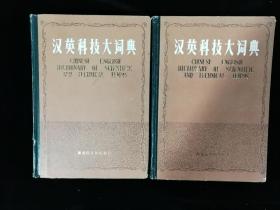 汉英科技大词典
CHINESE ENGLISH
DICTIONARY OF SCIENTIFIC
AND TECHNICAL TERMS
汉英科技大词典
CHINESE ENGLISH
DICTIONARY OF SCIENTIFIC
AND TECHNICAL TERMS